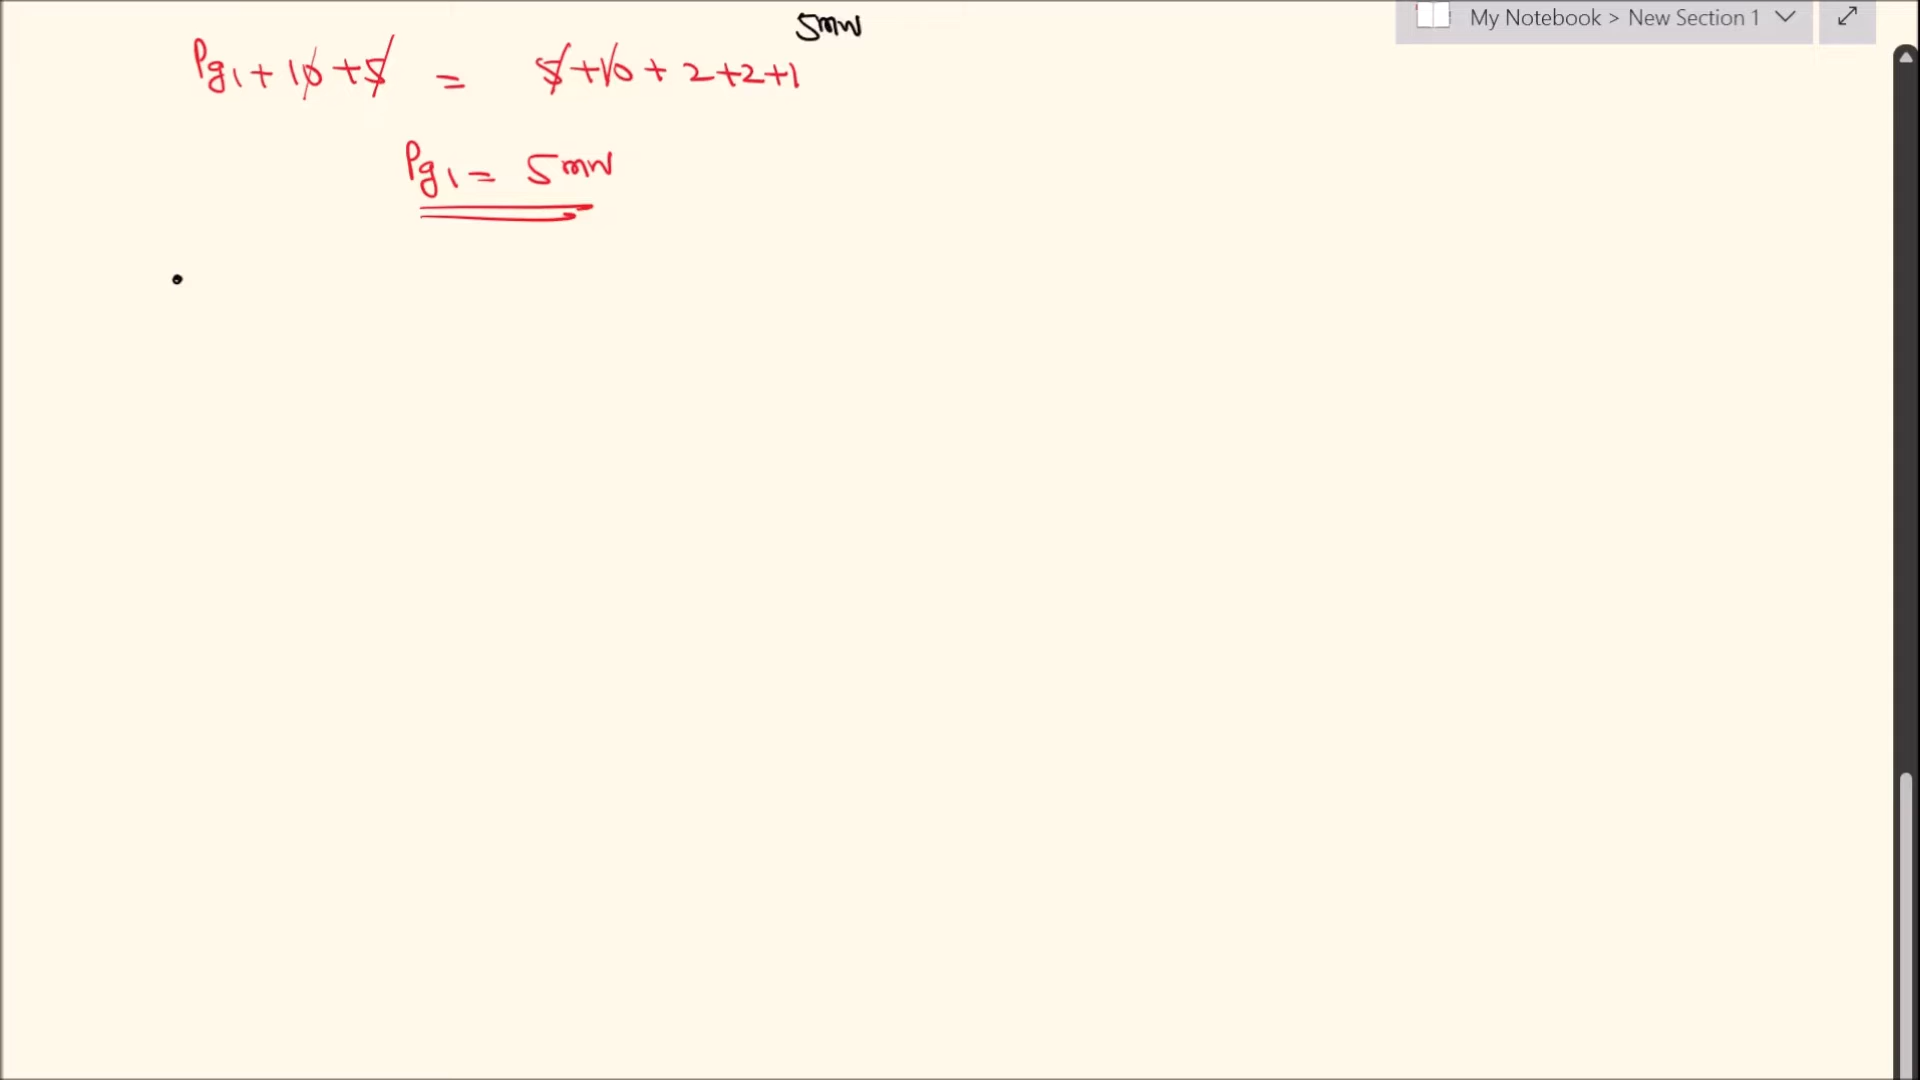 5mw
My Notebook > New Section 1
Pg1 + 10 + 5 = 5 + 10 + 2 + 2 + 1
Pg1 = 5mw